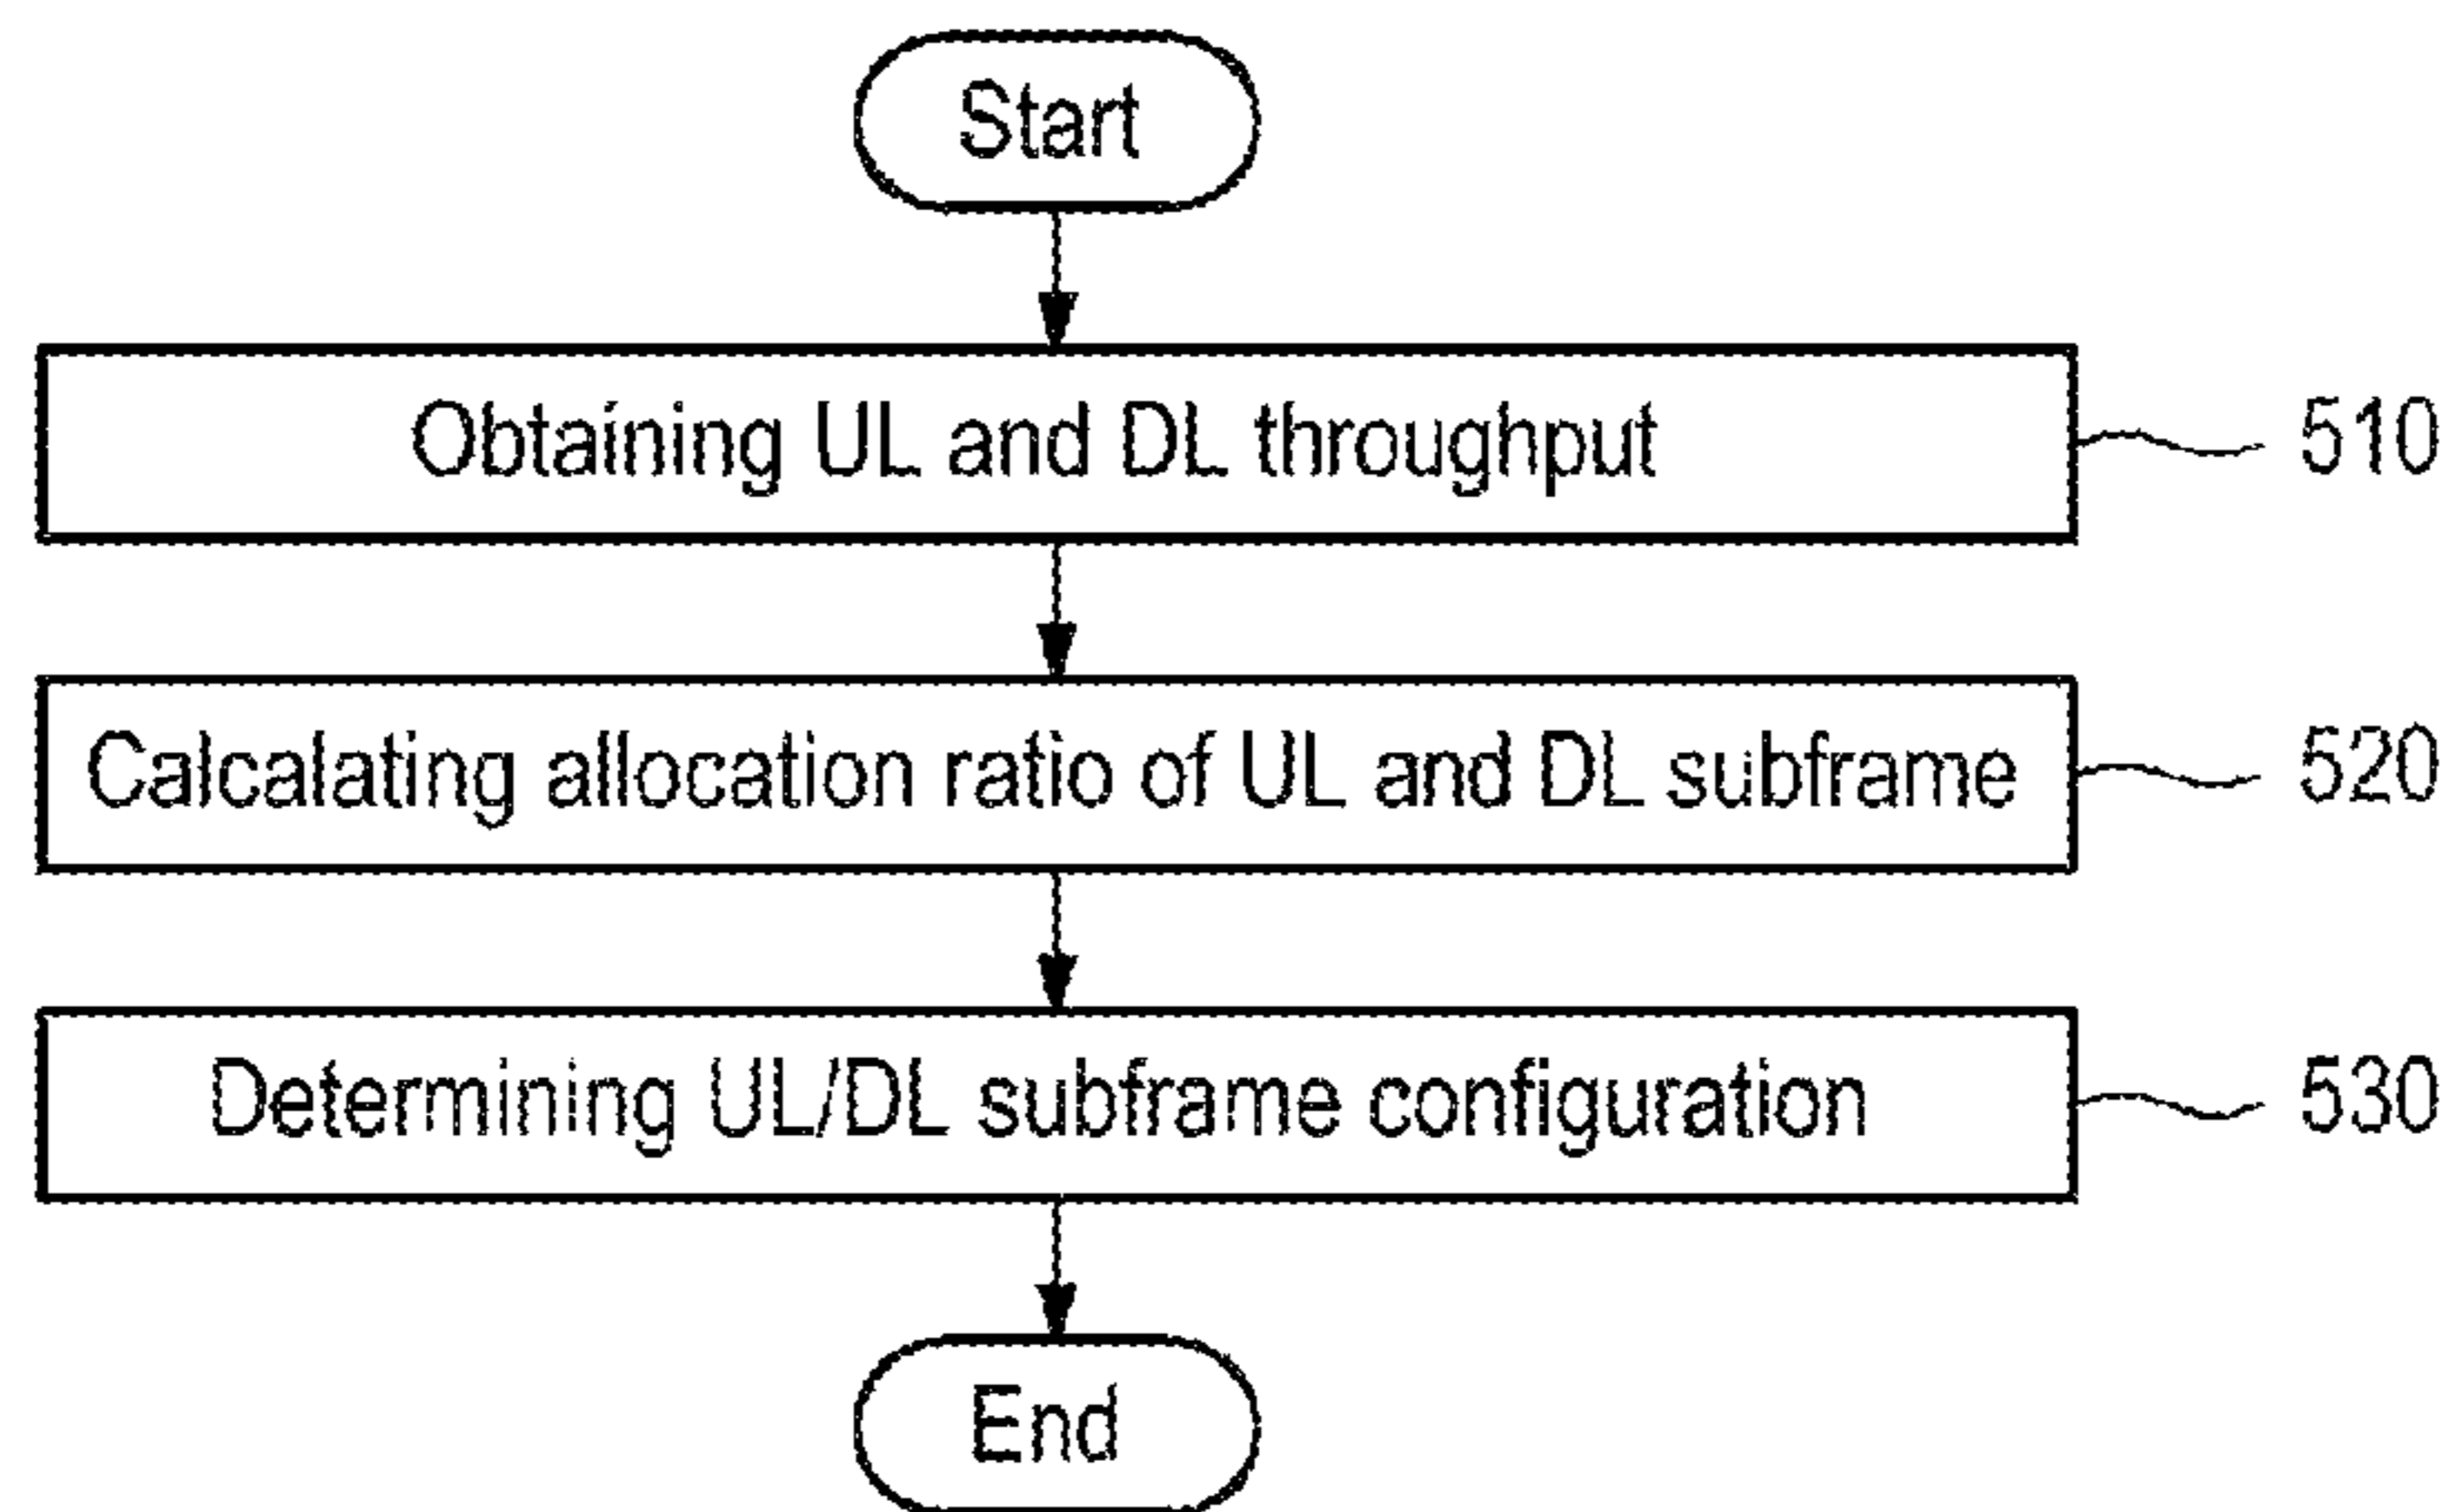 Start
Obtaining UL and DL throughput
510
Calcalating allocation ratio of UL and DL subframe
520
Determining UL/DL subframe configuration
530
End